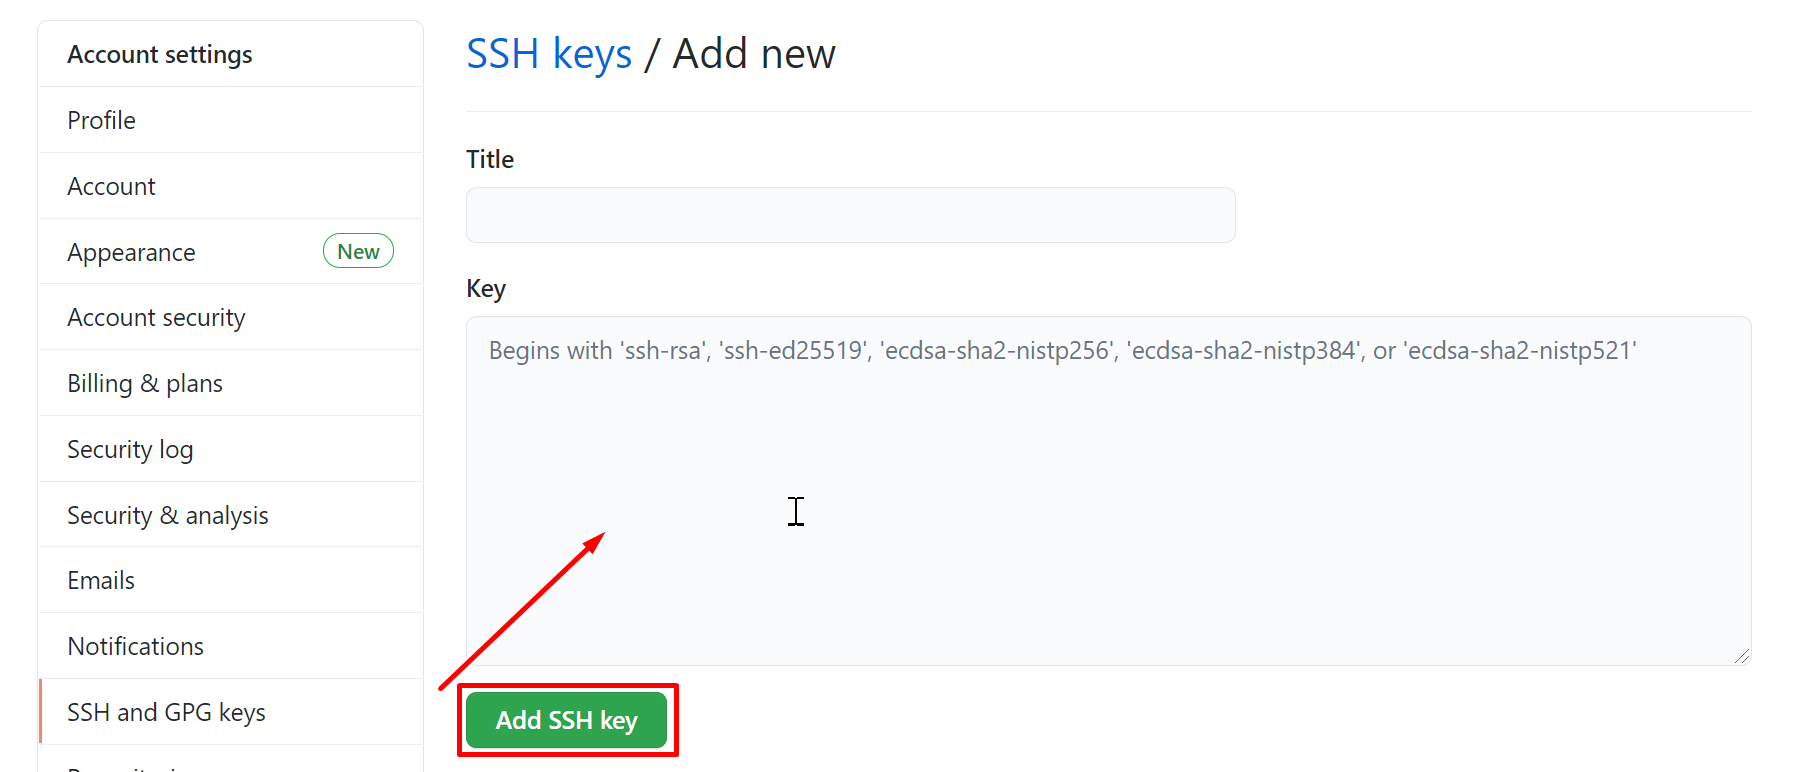 Account settings
Profile
Account
Appearance New
Account security
Billing & plans
Security log
Security & analysis
Emails
Notifications
SSH and GPG keys
SSH keys / Add new
Title
Key
Begins with 'ssh-rsa', 'ssh-ed25519', 'ecdsa-sha2-nistp256', 'ecdsa-sha2-nistp384', or 'ecdsa-sha2-nistp521'
Add SSH key